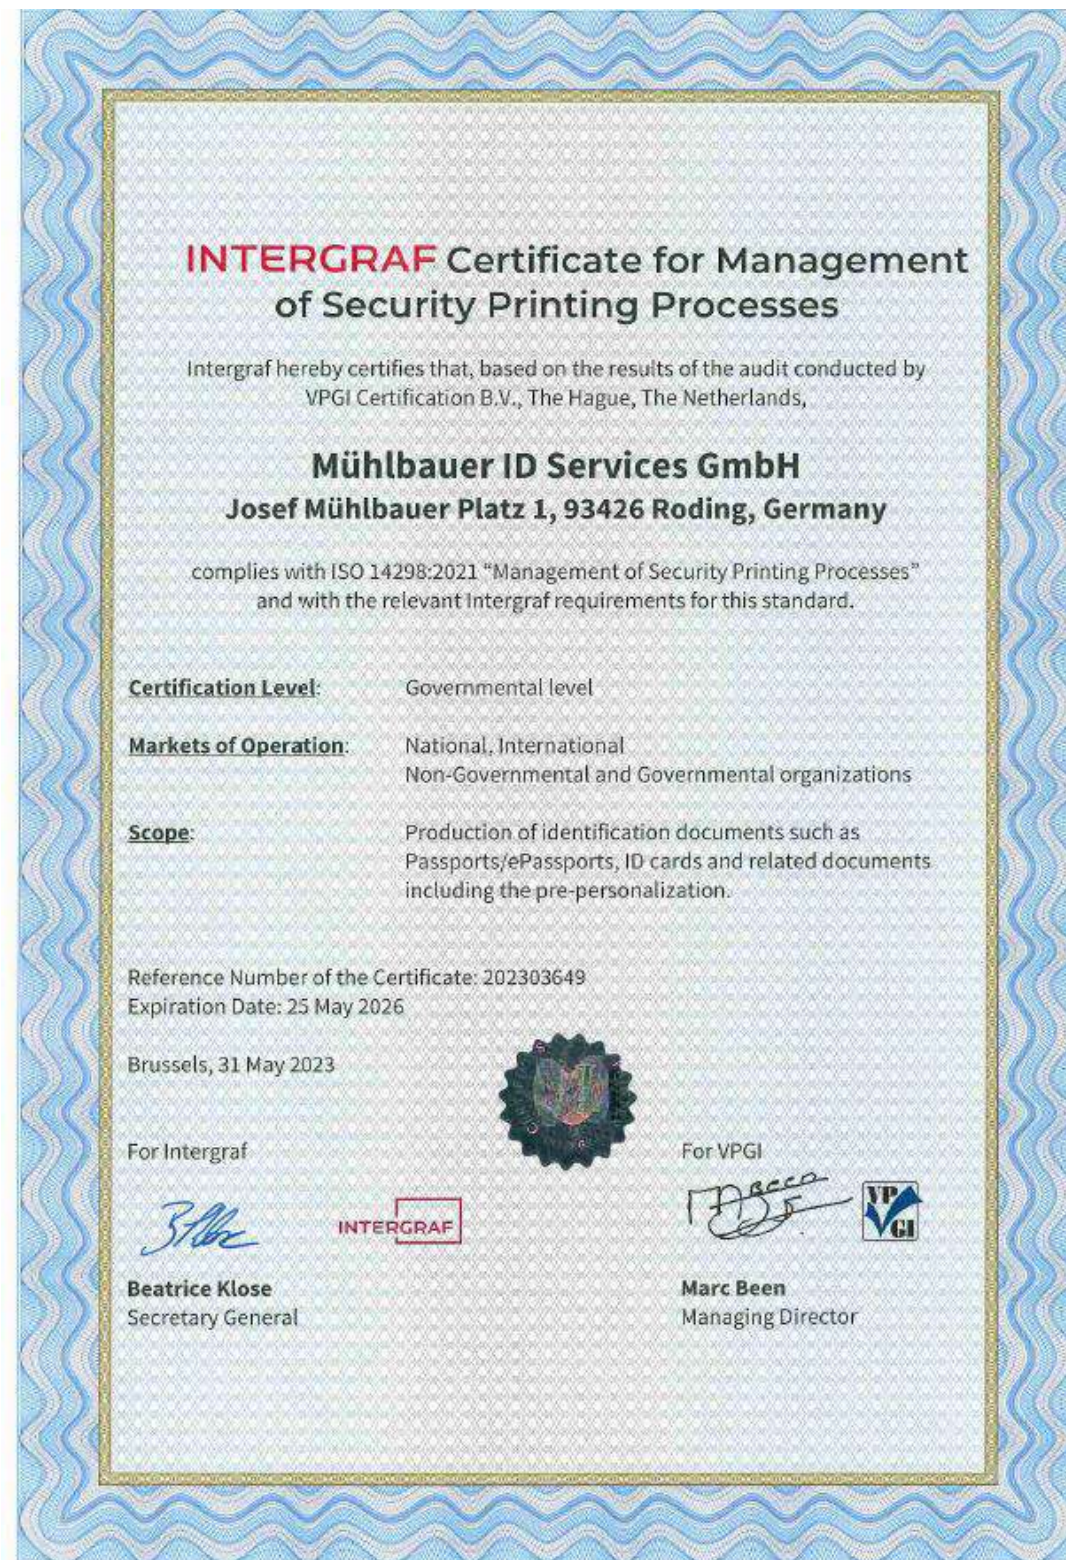 INTERGRAF Certificate for Management
of Security Printing Processes
Intergraf hereby certifies that, based on the results of the audit conducted by
VPGI Certification B.V., The Hague, The Netherlands,
Mühlbauer ID Services GmbH
Josef Mühlbauer Platz 1, 93426 Roding, Germany
complies with ISO 14298:2021 “Management of Security Printing Processes”
and with the relevant Intergraf requirements for this standard.
Certification Level: Governmental level
Markets of Operation: National, International
Non-Governmental and Governmental organizations
Scope: Production of identification documents such as
Passports/ePassports, ID cards and related documents
including the pre-personalization.
Reference Number of the Certificate: 202303649
Expiration Date: 25 May 2026
Brussels, 31 May 2023
For Intergraf
For VPGI
INTERGRAF
VP
GI
Beatrice Klose
Secretary General
Marc Been
Managing Director